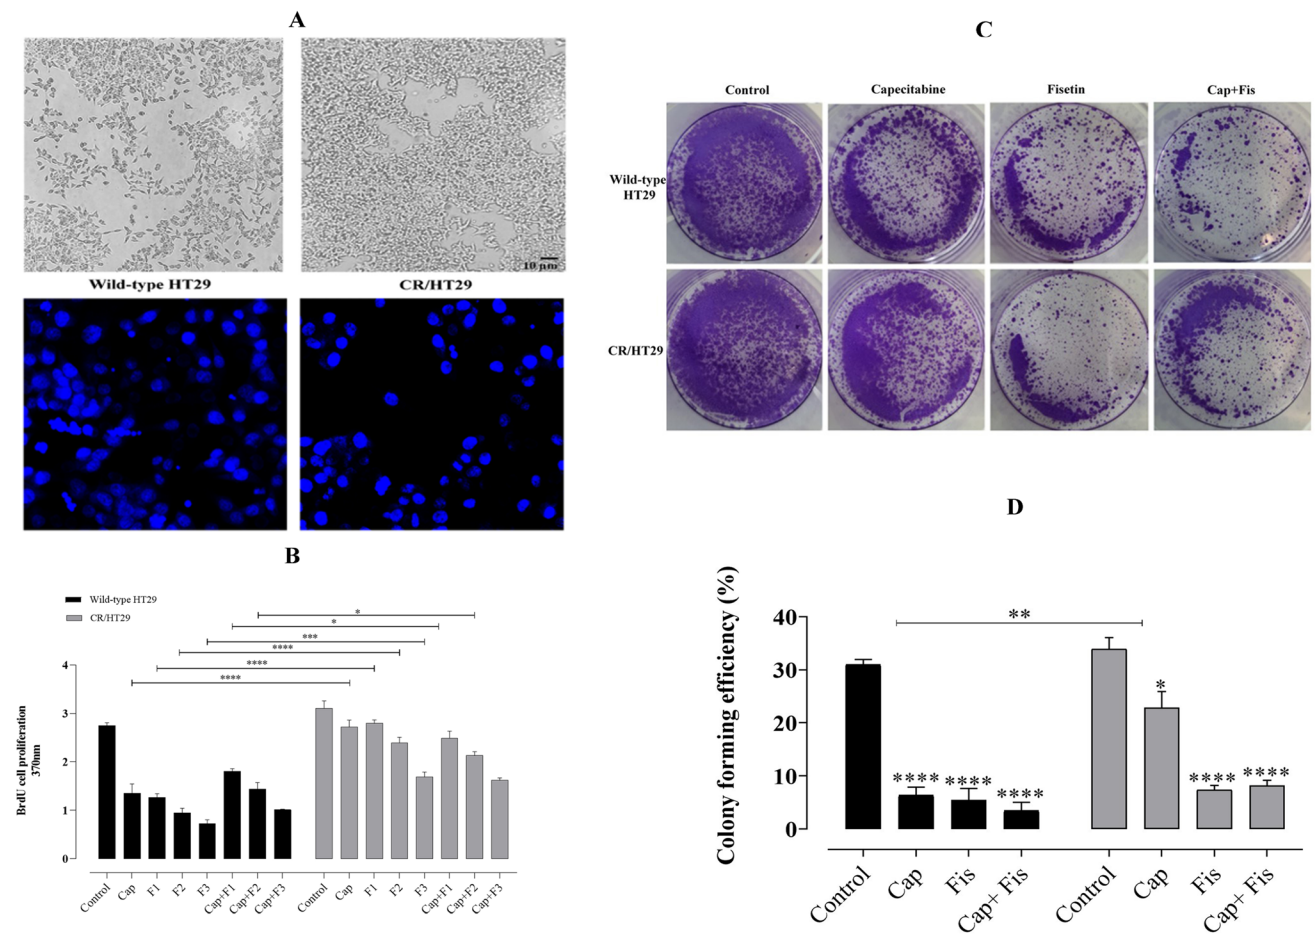 A
10 µm
Wild-type HT29
CR/HT29
B
Wild-type HT29
CR/HT29
*
*
***
****
****
****
BrdU cell proliferation
370nm
4
3
2
1
0
Control
Cap
F1
F2
F3
Cap+F1
Cap+F2
Cap+F3
Control
Cap
F1
F2
F3
Cap+F1
Cap+F2
Cap+F3
C
Control
Capecitabine
Fisetin
Cap+Fis
Wild-type
HT29
CR/HT29
D
Colony forming efficiency (%)
40
30
20
10
0
**
****
****
****
*
****
****
Control
Cap
Fis
Cap+ Fis
Control
Cap
Fis
Cap+ Fis